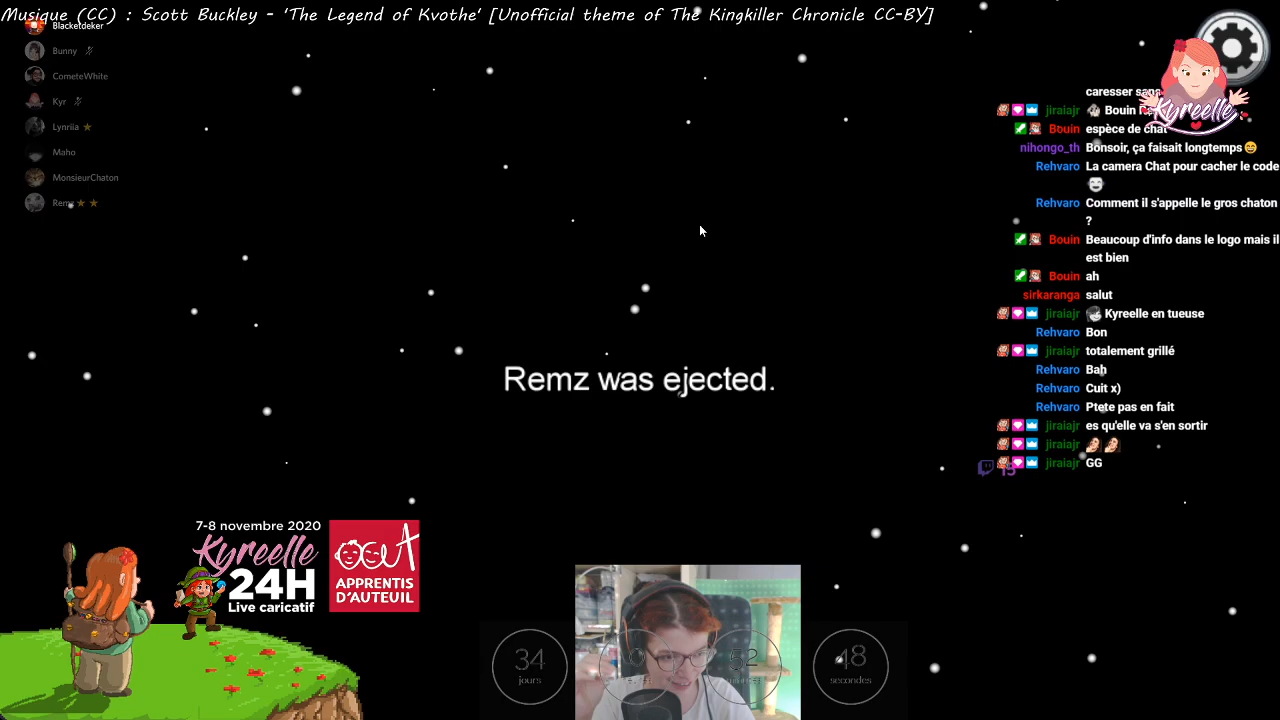 Musique (CC) : Scott Buckley - ‘The Legend of Kvothe’ [Unofficial theme of The Kingkiller Chronicle CC-BY]
Blacketdeker
Bunny
CometeWhite
Kyr
Lynriia
Maho
MonsieurChaton
Remz
Kyreelle
caresser sans
jiraiajr Bouin
Bouin espèce de chat
nihongo_th Bonsoir, ça faisait longtemps
Rehvaro La camera Chat pour cacher le code
Rehvaro Comment il s'appelle le gros chaton
?
Bouin Beaucoup d'info dans le logo mais il
est bien
Bouin ah
sirkaranga salut
jiraiajr Kyreelle en tueuse
Rehvaro Bon
jiraiajr totalement grillé
Rehvaro Bah
Rehvaro Cuit x)
Rehvaro Ptete pas en fait
jiraiajr es qu'elle va s'en sortir
jiraiajr
jiraiajr GG
15
Remz was ejected.
7-8 novembre 2020
Kyreelle
24H
Live caricatif
APPRENTIS
D'AUTEUIL
34
jours
52
48
secondes